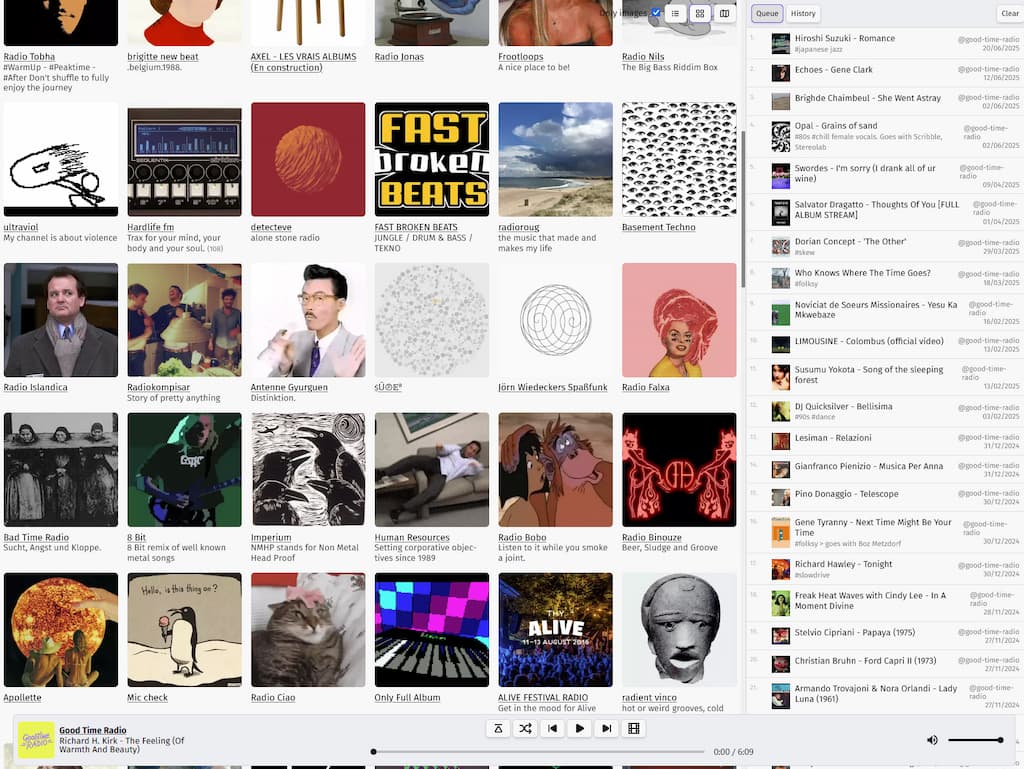 Only images
Queue
History
Clear
Radio Tobha
#WarmUp - #Peaktime -
#After Don't shuffle to fully
enjoy the journey
brigitte new beat
.belgium.1988.
AXEL - LES VRAIS ALBUMS
(En construction)
Radio Jonas
Frootloops
A nice place to be!
Radio Nils
The Big Bass Riddim Box
FAST
broken
BEATS
SEQUENTIX
ultraviol
My channel is about violence
Hardlife fm
Trax for your mind, your
body and your soul. (108)
detecteve
alone stone radio
FAST BROKEN BEATS
JUNGLE / DRUM & BASS /
TEKNO
radioroug
the music that made and
makes my life
Basement Techno
Radio Islandica
Radiokompisar
Story of pretty anything
Antenne Gyurguen
Distinktion.
Jörn Wiedeckers Spaßfunk
Radio Falxa
Bad Time Radio
Sucht, Angst und Kloppe.
8 Bit
8 Bit remix of well known
metal songs
Imperium
NMHP stands for Non Metal
Head Proof
Human Resources
Setting corporative objec-
tives since 1989
Radio Bobo
Listen to it while you smoke
a joint.
Radio Binouze
Beer, Sludge and Groove
Hello, is this thing on?
ALIVE
11-13 AUGUST 2016
Apollette
Mic check
Radio Ciao
Only Full Album
ALIVE FESTIVAL RADIO
Get in the mood for Alive
radient vinco
hot or weird grooves, cold
1.
Hiroshi Suzuki - Romance
#japanese jazz
@good-time-radio
20/06/2025
2.
Echoes - Gene Clark
@good-time-radio
12/06/2025
3.
Brighde Chaimbeul - She Went Astray
@good-time-radio
02/06/2025
4.
Opal - Grains of sand
#80s #chill female vocals. Goes with Scribble,
Stereolab
@good-time-
radio
02/06/2025
5.
Swordes - I'm sorry (I drank all of ur
wine)
@good-time-
radio
09/04/2025
6.
Salvator Dragatto - Thoughts Of You [FULL
ALBUM STREAM]
@good-time-
radio
01/04/2025
7.
Dorian Concept - 'The Other'
#skew
@good-time-radio
29/03/2025
8.
Who Knows Where The Time Goes?
#folksy
@good-time-radio
18/03/2025
9.
Noviciat de Soeurs Missionaires - Yesu Ka
Mkwebaze
@good-time-
radio
16/02/2025
10.
LIMOUSINE - Colombus (official vídeo)
@good-time-radio
13/02/2025
11.
Susumu Yokota - Song of the sleeping
forest
@good-time-
radio
13/02/2025
12.
DJ Quicksilver - Bellisima
#90s #dance
@good-time-radio
03/02/2025
13.
Lesiman - Relazioni
@good-time-radio
31/12/2024
14.
Gianfranco Pienizio - Musica Per Anna
@good-time-radio
31/12/2024
15.
Pino Donaggio - Telescope
@good-time-radio
30/12/2024
16.
Gene Tyranny - Next Time Might Be Your
Time
#folksy > goes with Boz Metzdorf
@good-time-
radio
30/12/2024
17.
Richard Hawley - Tonight
#slowdrive
@good-time-radio
30/12/2024
18.
Freak Heat Waves with Cindy Lee - In A
Moment Divine
@good-time-
radio
28/11/2024
19.
Stelvio Cipriani - Papaya (1975)
@good-time-radio
27/11/2024
20.
Christian Bruhn - Ford Capri II (1973)
@good-time-radio
27/11/2024
21.
Armando Trovajoni & Nora Orlandi - Lady
Luna (1961)
@good-time-
radio
27/11/2024
Good Time Radio
Richard H. Kirk - The Feeling (Of
Warmth And Beauty)
0:00 / 6:09